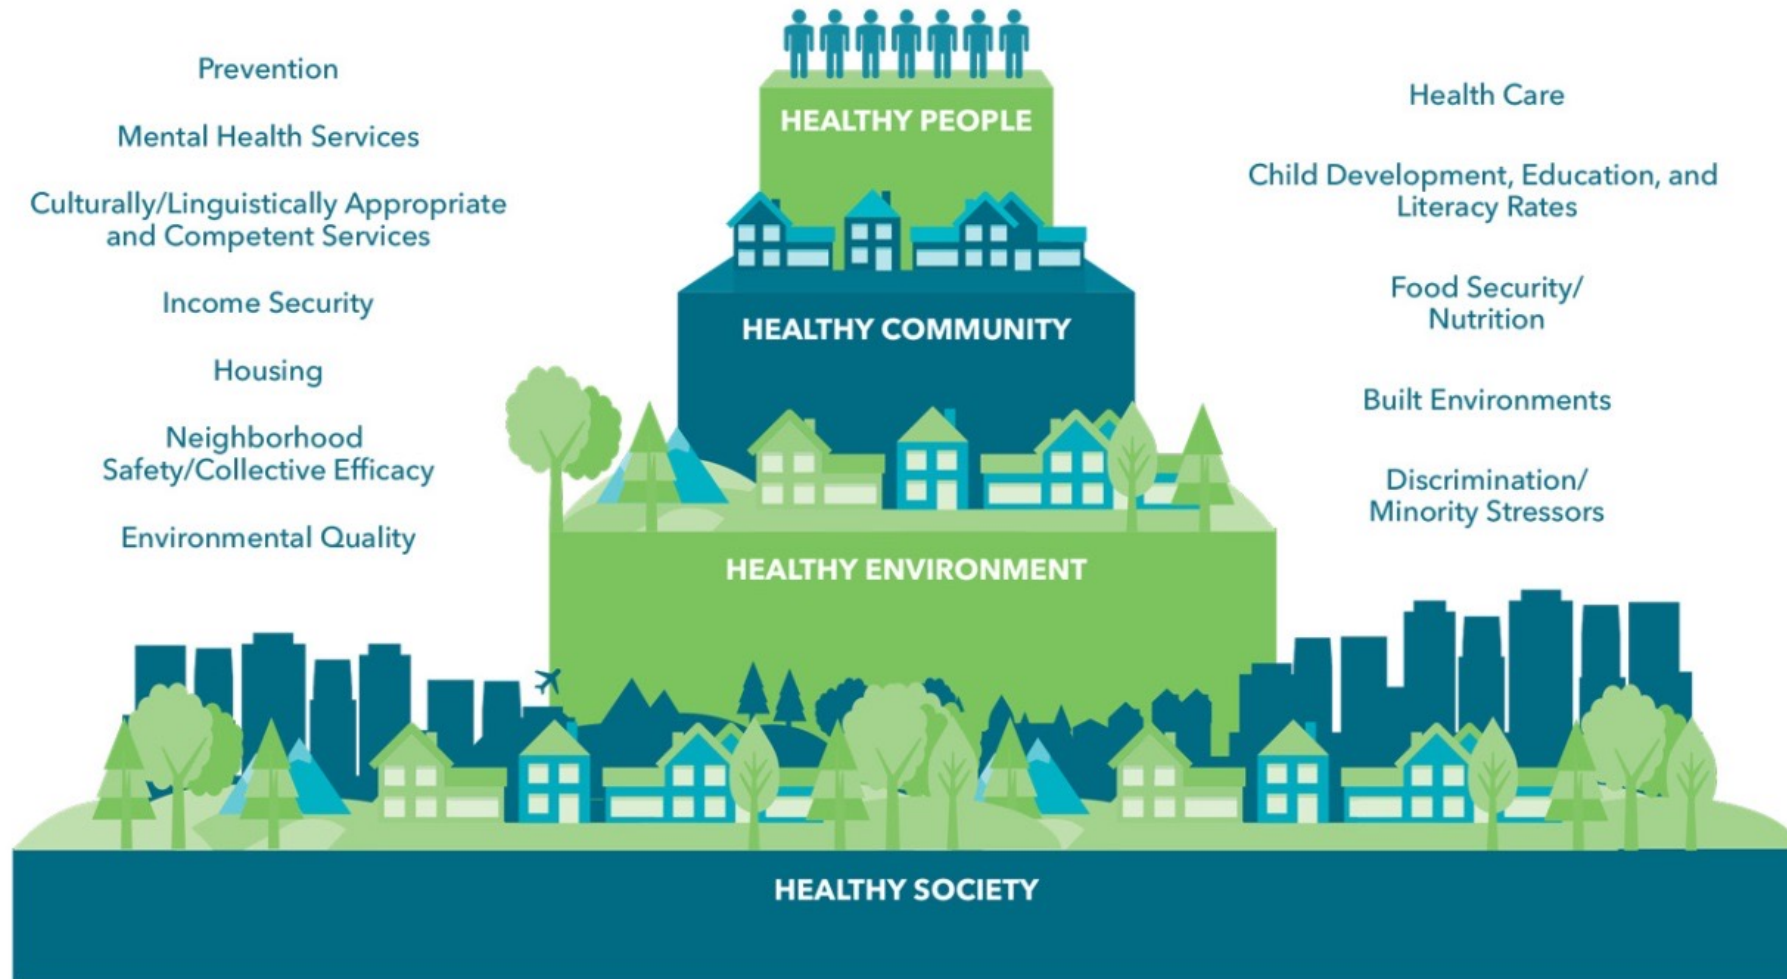 Prevention
Mental Health Services
Culturally/Linguistically Appropriate
and Competent Services
Income Security
Housing
Neighborhood
Safety/Collective Efficacy
Environmental Quality
HEALTHY PEOPLE
HEALTHY COMMUNITY
HEALTHY ENVIRONMENT
HEALTHY SOCIETY
Health Care
Child Development, Education, and
Literacy Rates
Food Security/
Nutrition
Built Environments
Discrimination/
Minority Stressors